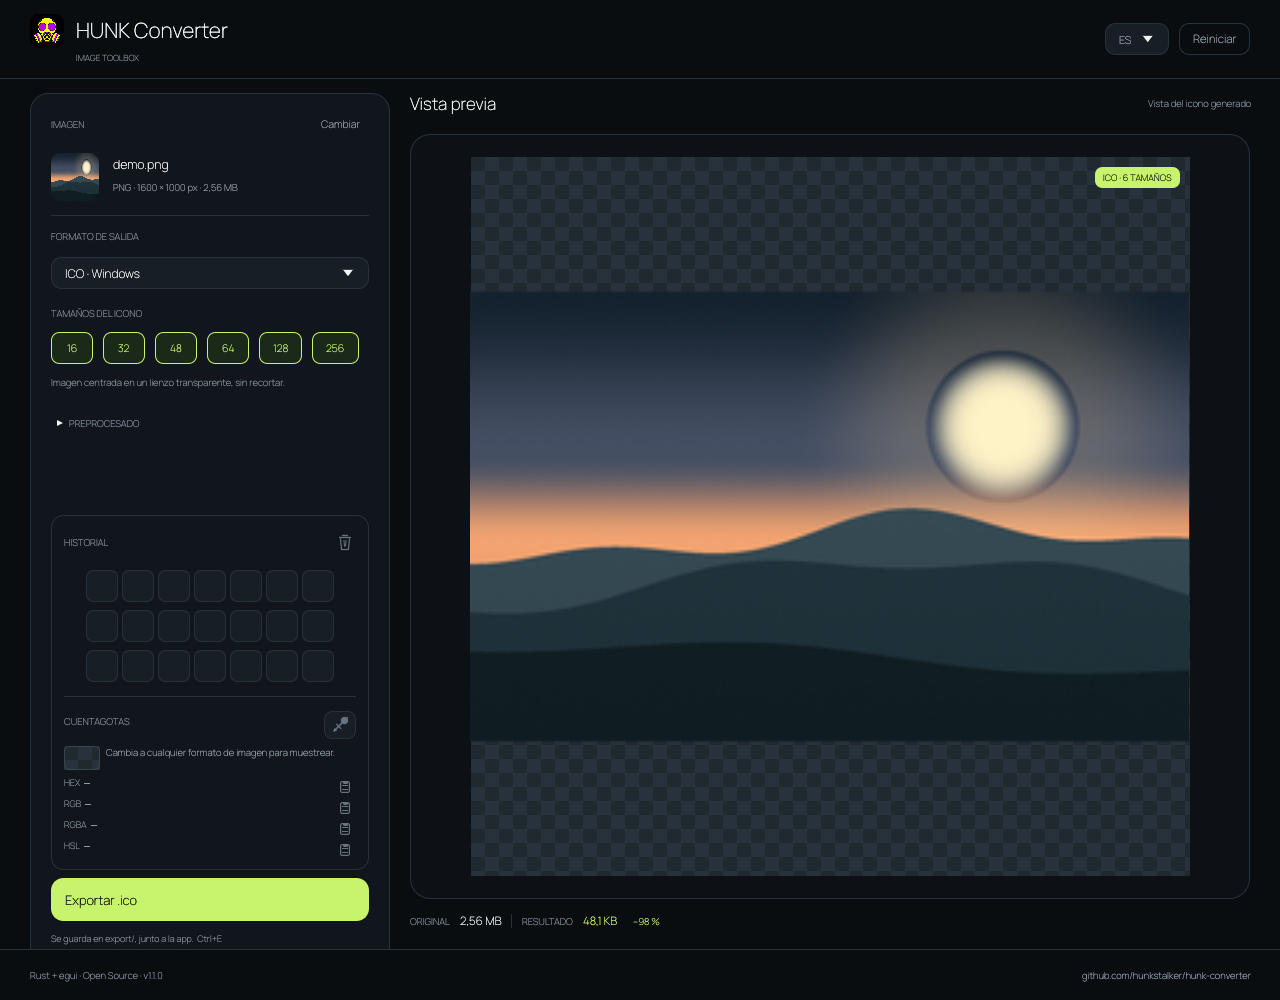 HUNK Converter
IMAGE TOOLBOX
ES
Reiniciar
IMAGEN
Cambiar
demo.png
PNG · 1600 × 1000 px · 2,56 MB
FORMATO DE SALIDA
ICO · Windows
TAMAÑOS DEL ICONO
16 32 48 64 128 256
Imagen centrada en un lienzo transparente, sin recortar.
PREPROCESADO
HISTORIAL
CUENTAGOTAS
Cambia a cualquier formato de imagen para muestrear.
HEX —
RGB —
RGBA —
HSL —
Exportar .ico
Se guarda en export/, junto a la app. Ctrl+E
Vista previa
Vista del icono generado
ICO · 6 TAMAÑOS
ORIGINAL 2,56 MB RESULTADO 48,1 KB −98 %
Rust + egui · Open Source · v1.1.0
github.com/hunkstalker/hunk-converter